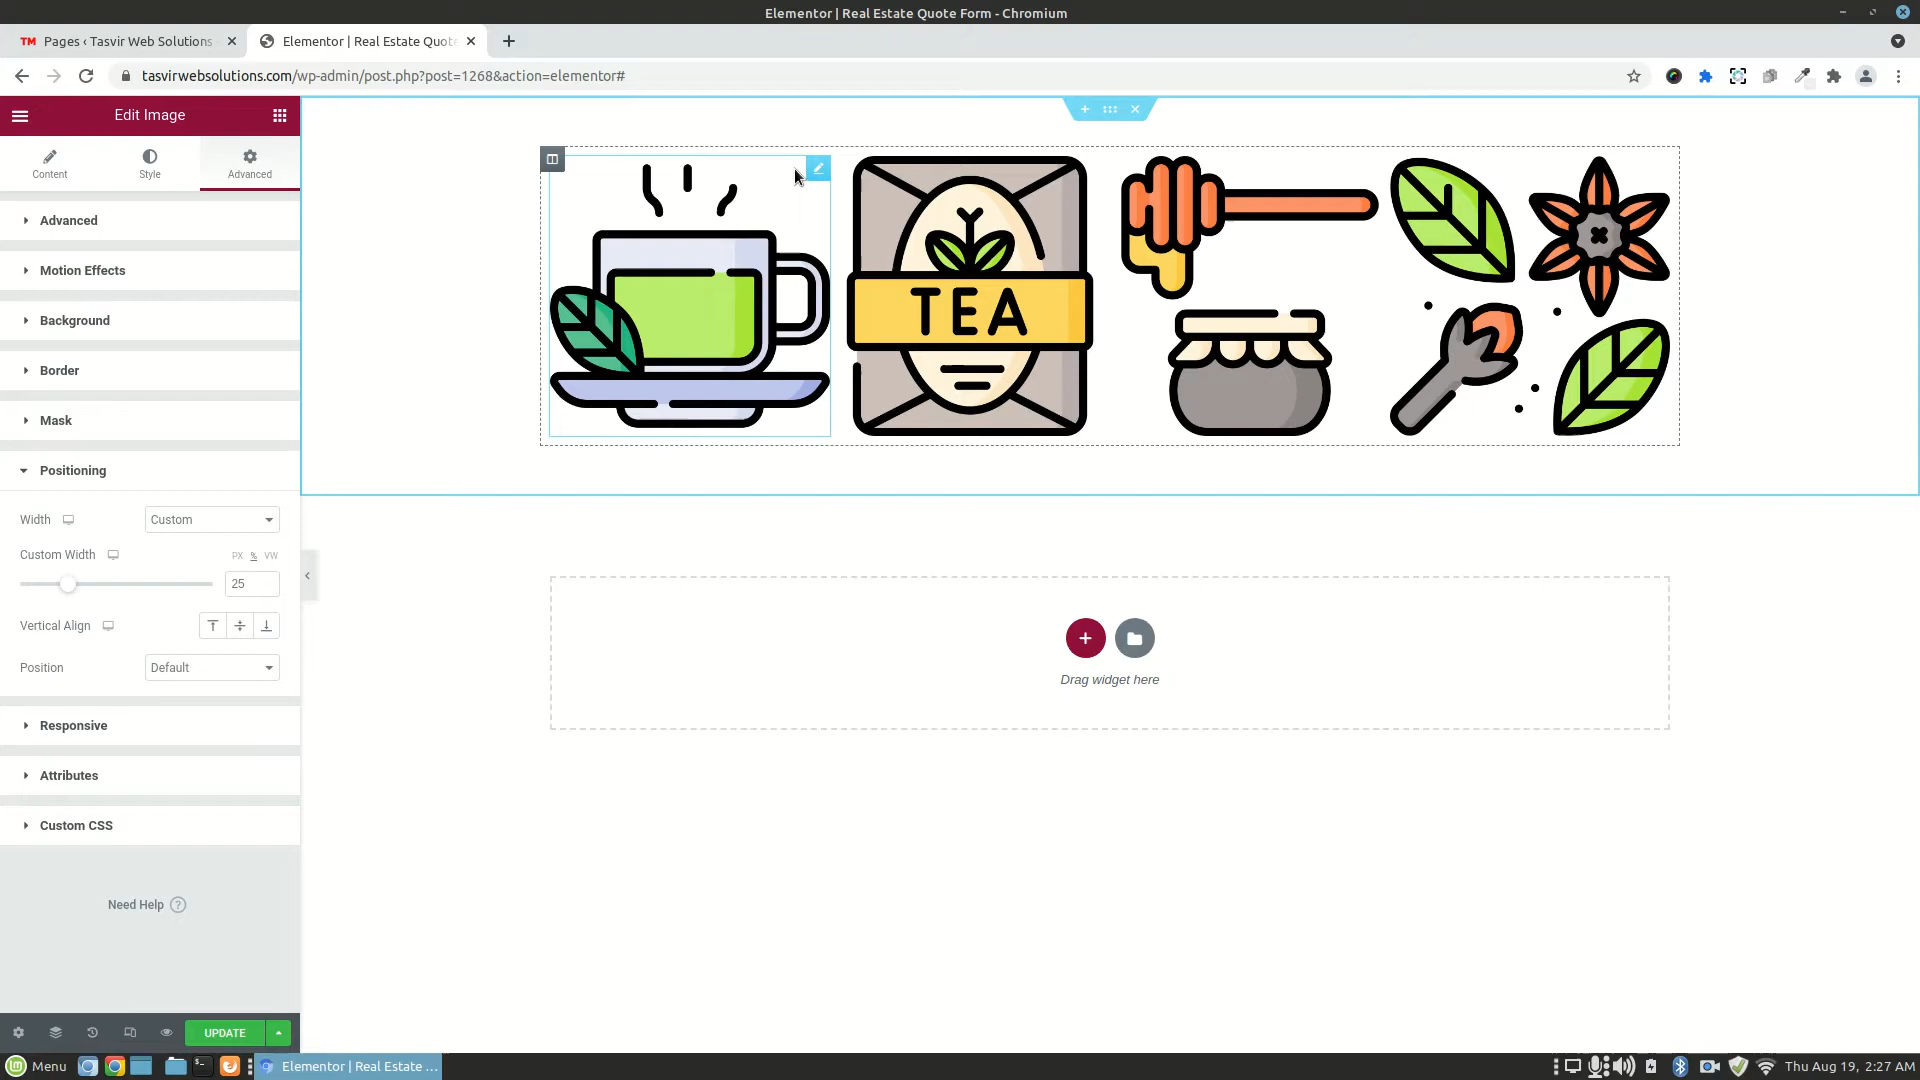 Elementor | Real Estate Quote Form - Chromium
Pages ‹ Tasvir Web Solutions
Elementor | Real Estate Quote
tasvirwebsolutions.com/wp-admin/post.php?post=1268&action=elementor#
Edit Image
Content
Style
Advanced
Advanced
Motion Effects
Background
Border
Mask
Positioning
Width
Custom
Custom Width
PX % VW
25
Vertical Align
Position
Default
Responsive
Attributes
Custom CSS
Need Help ?
UPDATE
TEA
Drag widget here
Menu
Elementor | Real Estate ...
Thu Aug 19, 2:27 AM